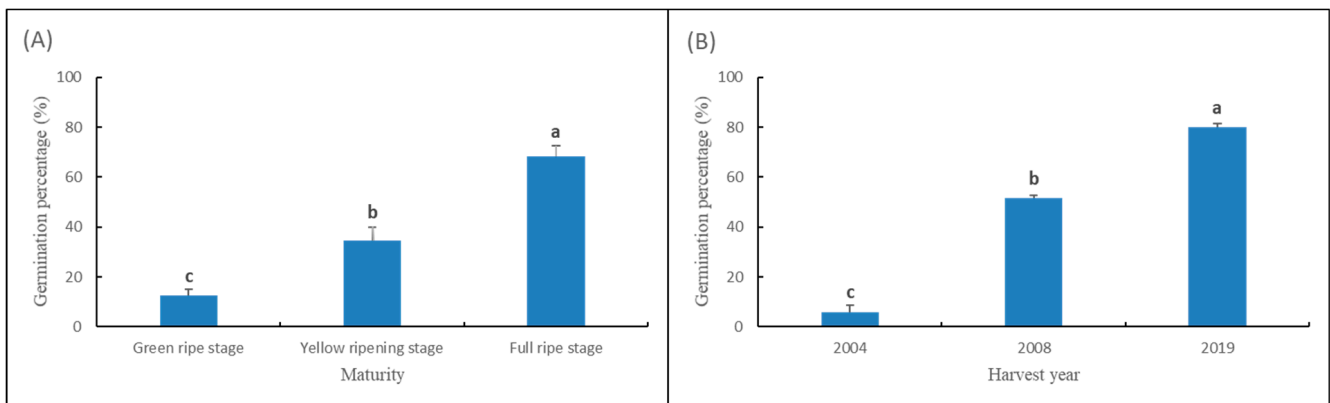 (A)
Germination percentage (%)
100
80
60
40
20
0
c
b
a
Green ripe stage
Yellow ripening stage
Full ripe stage
Maturity
(B)
Germination percentage (%)
100
80
60
40
20
0
c
b
a
2004
2008
2019
Harvest year